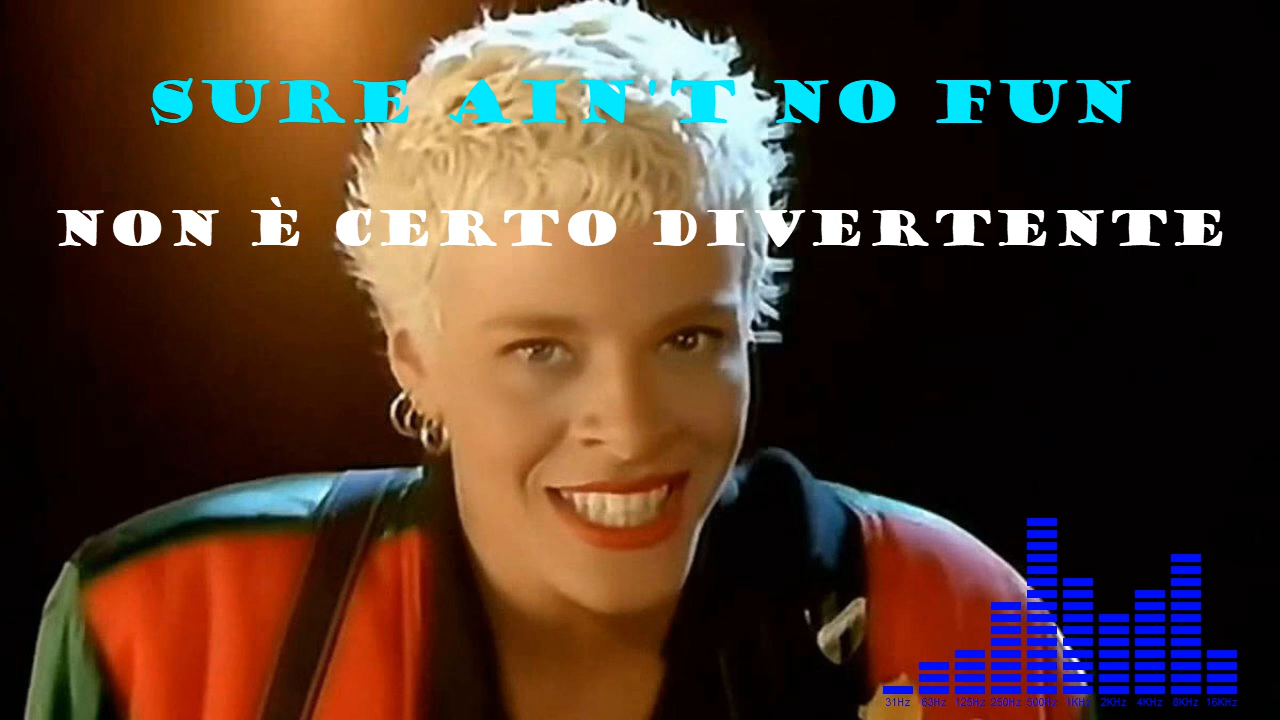 SURE AIN'T NO FUN
NON È CERTO DIVERTENTE
31Hz 63Hz 125Hz 250Hz 500Hz 1KHz 2KHz 4KHz 8KHz 16KHz